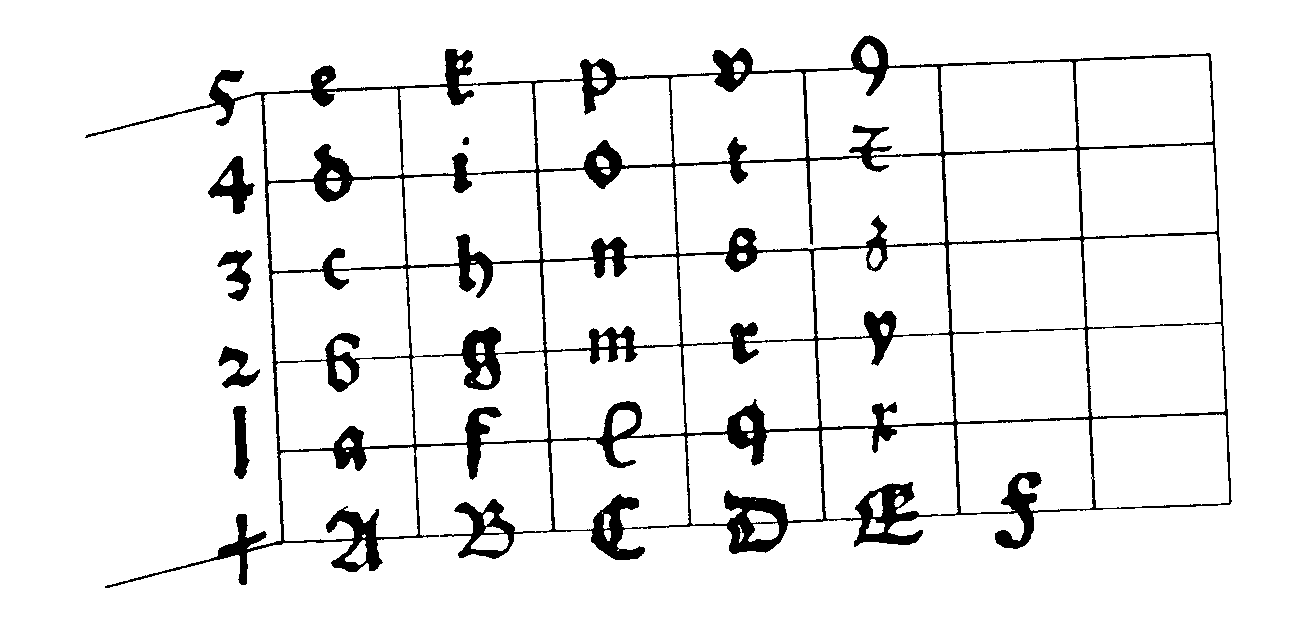 5 e k p v 9
4 d i o t ⁊
3 c h n s z
2 b g m r y
1 a f l q x
† A B C D E F